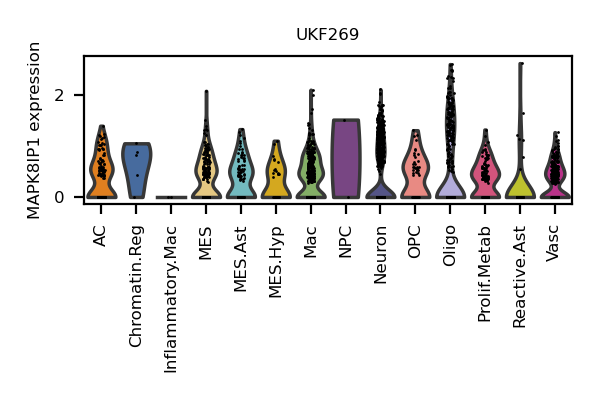 UKF269
MAPK8IP1 expression
2
0
AC
Chromatin.Reg
Inflammatory.Mac
MES
MES.Ast
MES.Hyp
Mac
NPC
Neuron
OPC
Oligo
Prolif.Metab
Reactive.Ast
Vasc